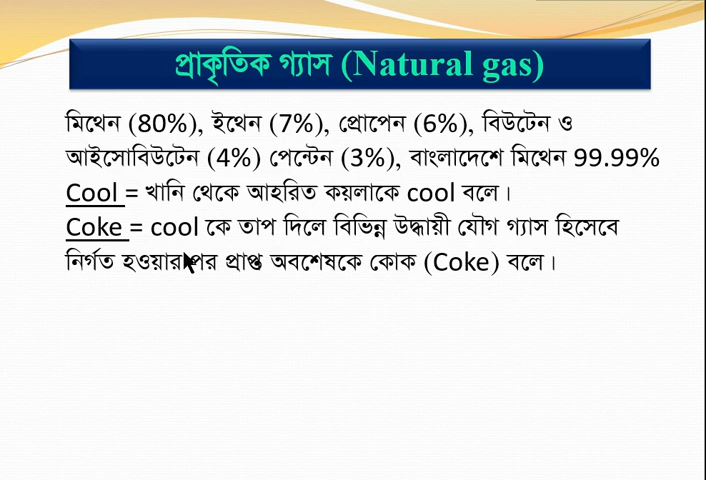 প্রাকৃতিক গ্যাস (Natural gas)
মিথেন (80%), ইথেন (7%), প্রোপেন (6%), বিউটেন ও
আইসোবিউটেন (4%) পেন্টেন (3%), বাংলাদেশে মিথেন 99.99%
Cool = খানি থেকে আহরিত কয়লাকে cool বলে।
Coke = cool কে তাপ দিলে বিভিন্ন উদ্ধায়ী যৌগ গ্যাস হিসেবে
নির্গত হওয়ার পর প্রাপ্ত অবশেষকে কোক (Coke) বলে।